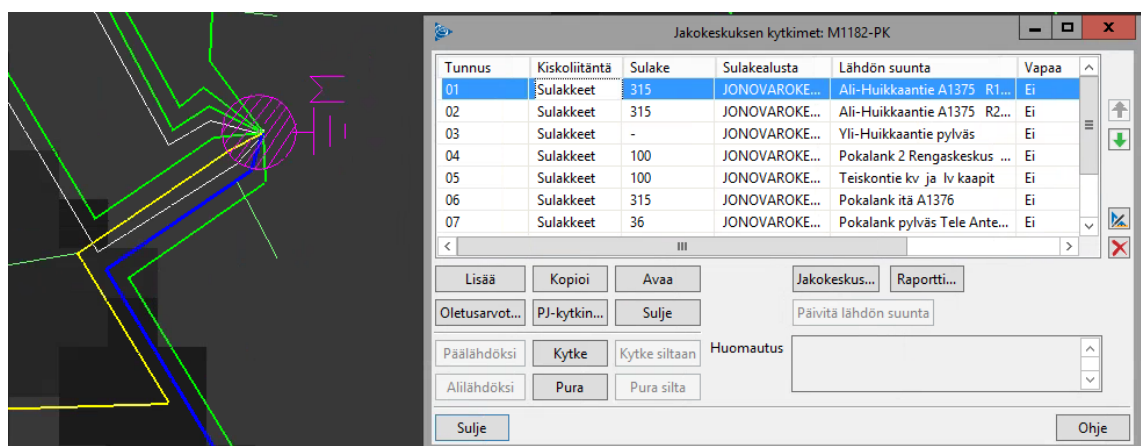 Jakokeskuksen kytkimet: M1182-PK
Tunnus Kiskoliitäntä Sulake Sulakealusta Lähdön suunta Vapaa
01 Sulakkeet 315 JONOVAROKE... Ali-Huikkaantie A1375 R1... Ei
02 Sulakkeet 315 JONOVAROKE... Ali-Huikkaantie A1375 R2... Ei
03 Sulakkeet - JONOVAROKE... Yli-Huikkaantie pylväs Ei
04 Sulakkeet 100 JONOVAROKE... Pokalank 2 Rengaskeskus ... Ei
05 Sulakkeet 100 JONOVAROKE... Teiskontie kv ja lv kaapit Ei
06 Sulakkeet 315 JONOVAROKE... Pokalank itä A1376 Ei
07 Sulakkeet 36 JONOVAROKE... Pokalank pylväs Tele Ante... Ei
Lisää Kopioi Avaa Jakokeskus... Raportti...
Oletusarvot... PJ-kytkin... Sulje Päivitä lähdön suunta
Päälähdöksi Kytke Kytke siltaan Huomautus
Alilähdöksi Pura Pura silta
Sulje Ohje